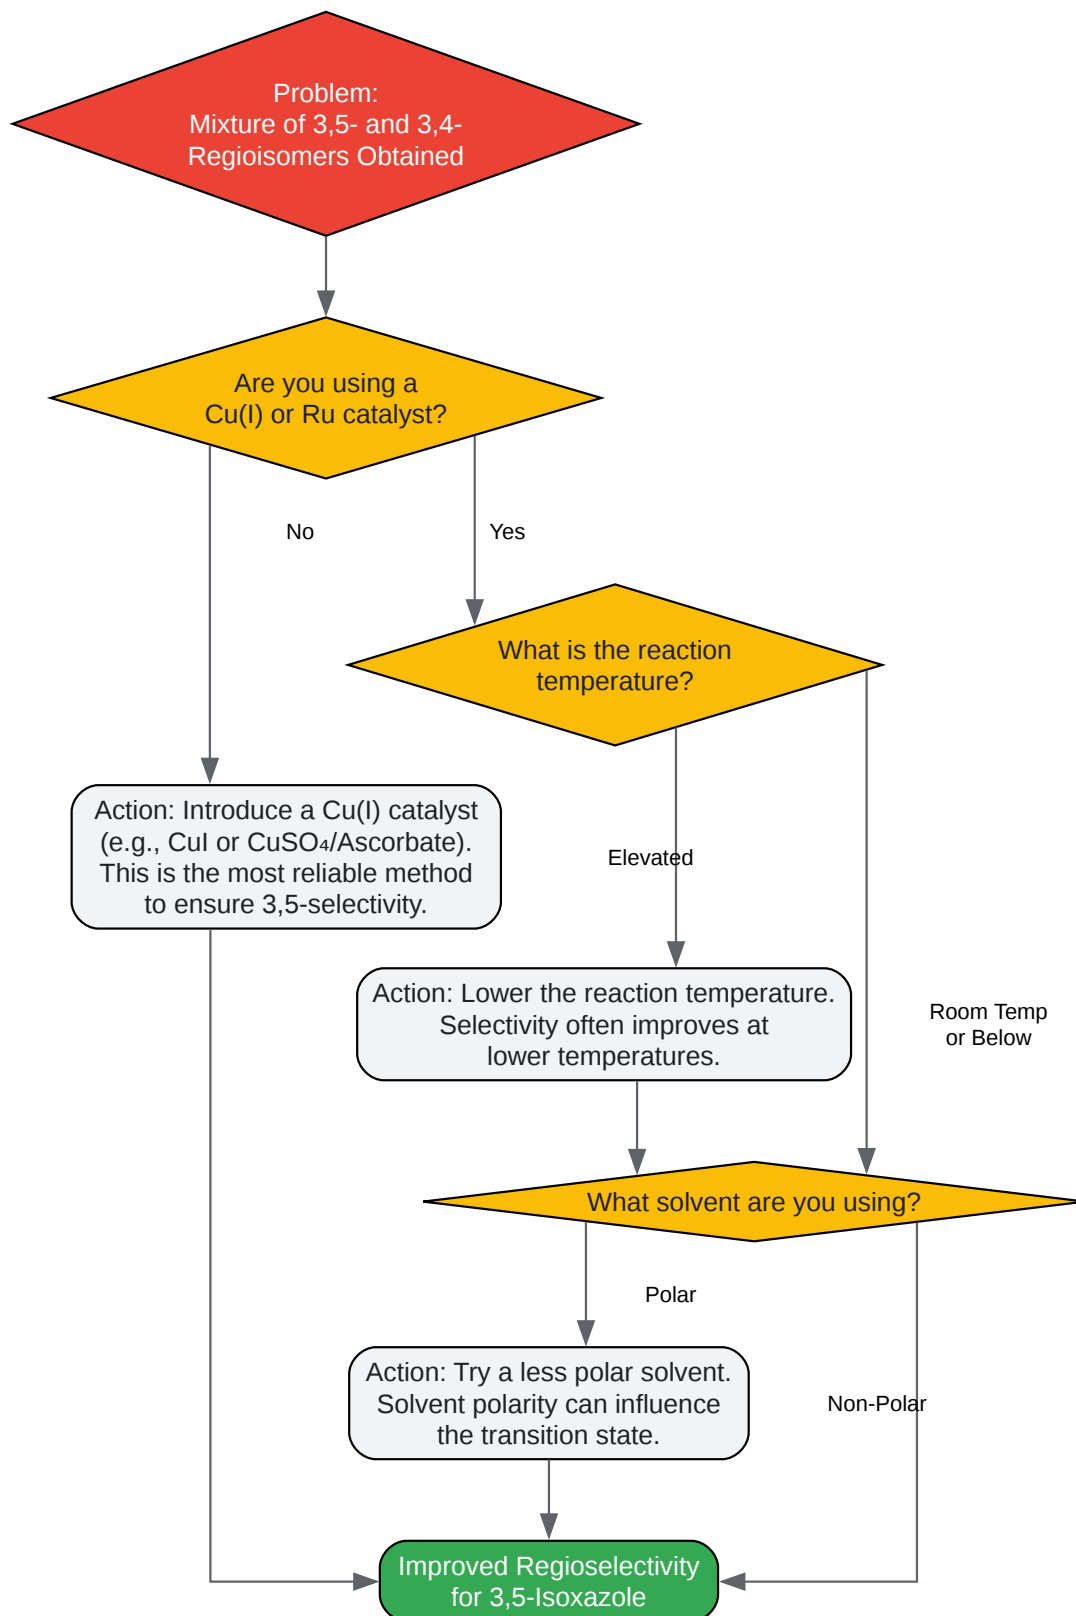 Problem:
Mixture of 3,5- and 3,4-
Regioisomers Obtained
Are you using a
Cu(I) or Ru catalyst?
No
Yes
What is the reaction
temperature?
Action: Introduce a Cu(I) catalyst
(e.g., CuI or CuSO₄/Ascorbate).
This is the most reliable method
to ensure 3,5-selectivity.
Elevated
Action: Lower the reaction temperature.
Selectivity often improves at
lower temperatures.
Room Temp
or Below
What solvent are you using?
Polar
Action: Try a less polar solvent.
Solvent polarity can influence
the transition state.
Non-Polar
Improved Regioselectivity
for 3,5-Isoxazole